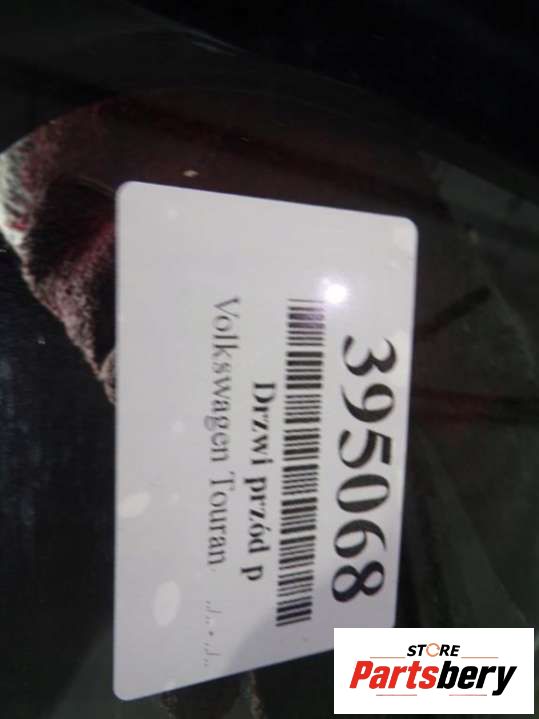 395068
Drzwi przód p
Volkswagen Touran
STORE
Partsbery